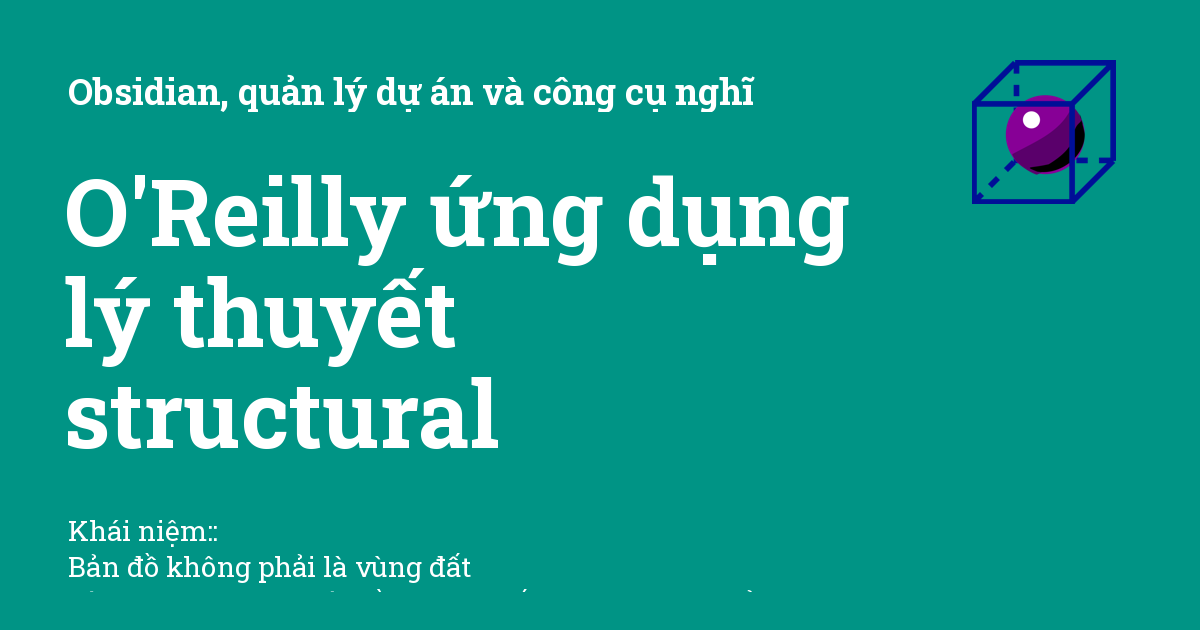 Obsidian, quản lý dự án và công cụ nghĩ
O'Reilly ứng dụng
lý thuyết
structural
Khái niệm::
Bản đồ không phải là vùng đất